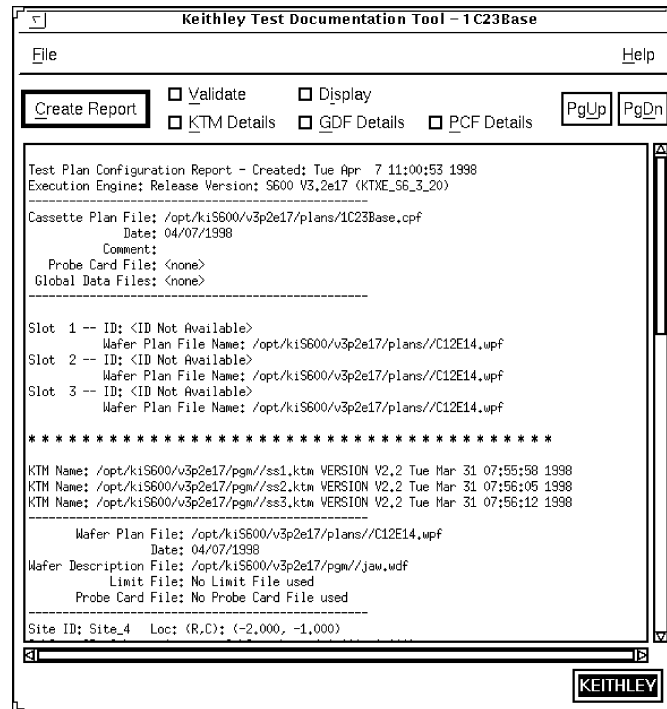 Keithley Test Documentation Tool – 1C23Base
File
Help
Create Report
Validate
Display
KTM Details
GDF Details
PCF Details
PgUp
PgDn
Test Plan Configuration Report - Created: Tue Apr  7 11:00:53 1998
Execution Engine: Release Version: S600 V3.2e17 (KTXE_S6_3_20)
--------------------------------------------------
Cassette Plan File: /opt/kiS600/v3p2e17/plans/1C23Base.cpf
Date: 04/07/1998
Comment:
Probe Card File: <none>
Global Data Files: <none>
--------------------------------------------------
Slot  1 -- ID: <ID Not Available>
Wafer Plan File Name: /opt/kiS600/v3p2e17/plans//C12E14.wpf
Slot  2 -- ID: <ID Not Available>
Wafer Plan File Name: /opt/kiS600/v3p2e17/plans//C12E14.wpf
Slot  3 -- ID: <ID Not Available>
Wafer Plan File Name: /opt/kiS600/v3p2e17/plans//C12E14.wpf
* * * * * * * * * * * * * * * * * * * * * * * * * * * * * * * * * * * * * * *
KTM Name: /opt/kiS600/v3p2e17/pgm//ss1.ktm VERSION V2.2 Tue Mar 31 07:55:58 1998
KTM Name: /opt/kiS600/v3p2e17/pgm//ss2.ktm VERSION V2.2 Tue Mar 31 07:56:05 1998
KTM Name: /opt/kiS600/v3p2e17/pgm//ss3.ktm VERSION V2.2 Tue Mar 31 07:56:12 1998
--------------------------------------------------
Wafer Plan File: /opt/kiS600/v3p2e17/plans//C12E14.wpf
Date: 04/07/1998
Wafer Description File: /opt/kiS600/v3p2e17/pgm//jaw.wdf
Limit File: No Limit File used
Probe Card File: No Probe Card File used
--------------------------------------------------
Site ID: Site_4   Loc: (R,C): (-2.000, -1.000)
KEITHLEY